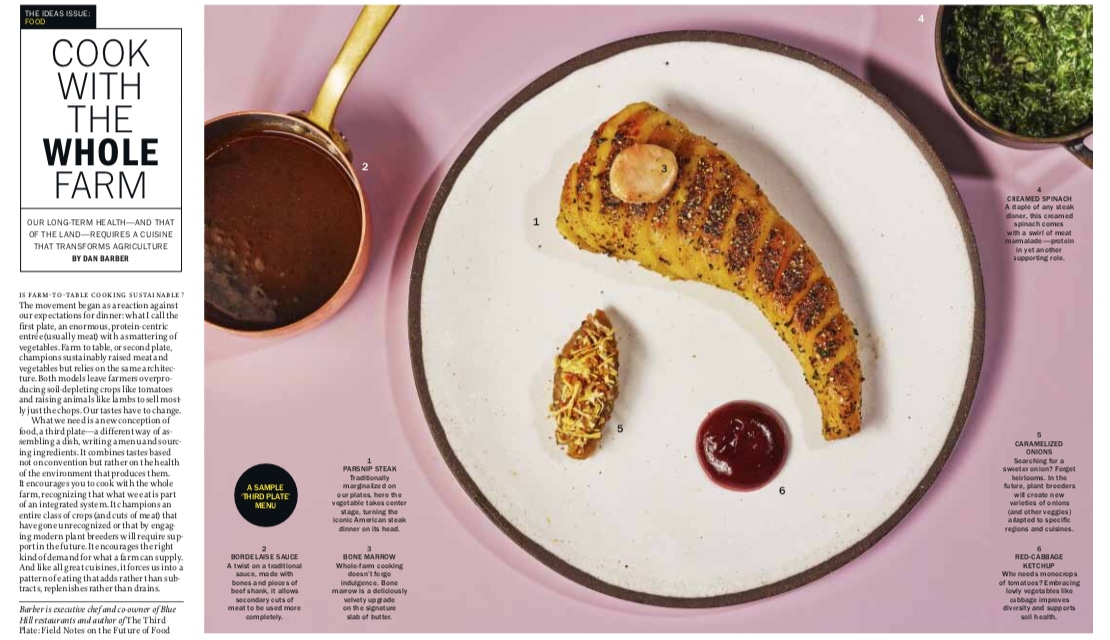 THE IDEAS ISSUE:
FOOD
COOK
WITH
THE
WHOLE
FARM
OUR LONG-TERM HEALTH—AND THAT
OF THE LAND—REQUIRES A CUISINE
THAT TRANSFORMS AGRICULTURE
BY DAN BARBER
IS FARM-TO-TABLE COOKING SUSTAINABLE?
The movement began as a reaction against
our expectations for dinner: what I call the
first plate, an enormous, protein-centric
entrée (usually meat) with a smattering of
vegetables. Farm to table, or second plate,
champions sustainably raised meat and
vegetables but relies on the same architec-
ture. Both models leave farmers overpro-
ducing soil-depleting crops like tomatoes
and raising animals like lambs to sell most-
ly just the chops. Our tastes have to change.
What we need is a new conception of
food, a third plate—a different way of as-
sembling a dish, writing a menu and sourc-
ing ingredients. It combines tastes based
not on convention but rather on the health
of the environment that produces them.
It encourages you to cook with the whole
farm, recognizing that what we eat is part
of an integrated system. It champions an
entire class of crops (and cuts of meat) that
have gone unrecognized or that by engag-
ing modern plant breeders will require sup-
port in the future. It encourages the right
kind of demand for what a farm can supply.
And like all great cuisines, it forces us into a
pattern of eating that adds rather than sub-
tracts, replenishes rather than drains.
Barber is executive chef and co-owner of Blue
Hill restaurants and author of The Third
Plate: Field Notes on the Future of Food
A SAMPLE
'THIRD PLATE'
MENU
1
PARSNIP STEAK
Traditionally
marginalized on
our plates, here the
vegetable takes center
stage, turning the
iconic American steak
dinner on its head.
2
BORDELAISE SAUCE
A twist on a traditional
sauce, made with
bones and pieces of
beef shank, it allows
secondary cuts of
meat to be used more
completely.
3
BONE MARROW
Whole-farm cooking
doesn't forgo
indulgence. Bone
marrow is a deliciously
velvety upgrade
on the signature
slab of butter.
4
CREAMED SPINACH
A staple of any steak
dinner, this creamed
spinach comes
with a swirl of meat
marmalade—protein
in yet another
supporting role.
5
CARAMELIZED
ONIONS
Searching for a
sweeter onion? Forget
heirlooms. In the
future, plant breeders
will create new
varieties of onions
(and other veggies)
adapted to specific
regions and cuisines.
6
RED-CABBAGE
KETCHUP
Who needs monocrops
of tomatoes? Embracing
lowly vegetables like
cabbage improves
diversity and supports
soil health.
1
2
3
4
5
6